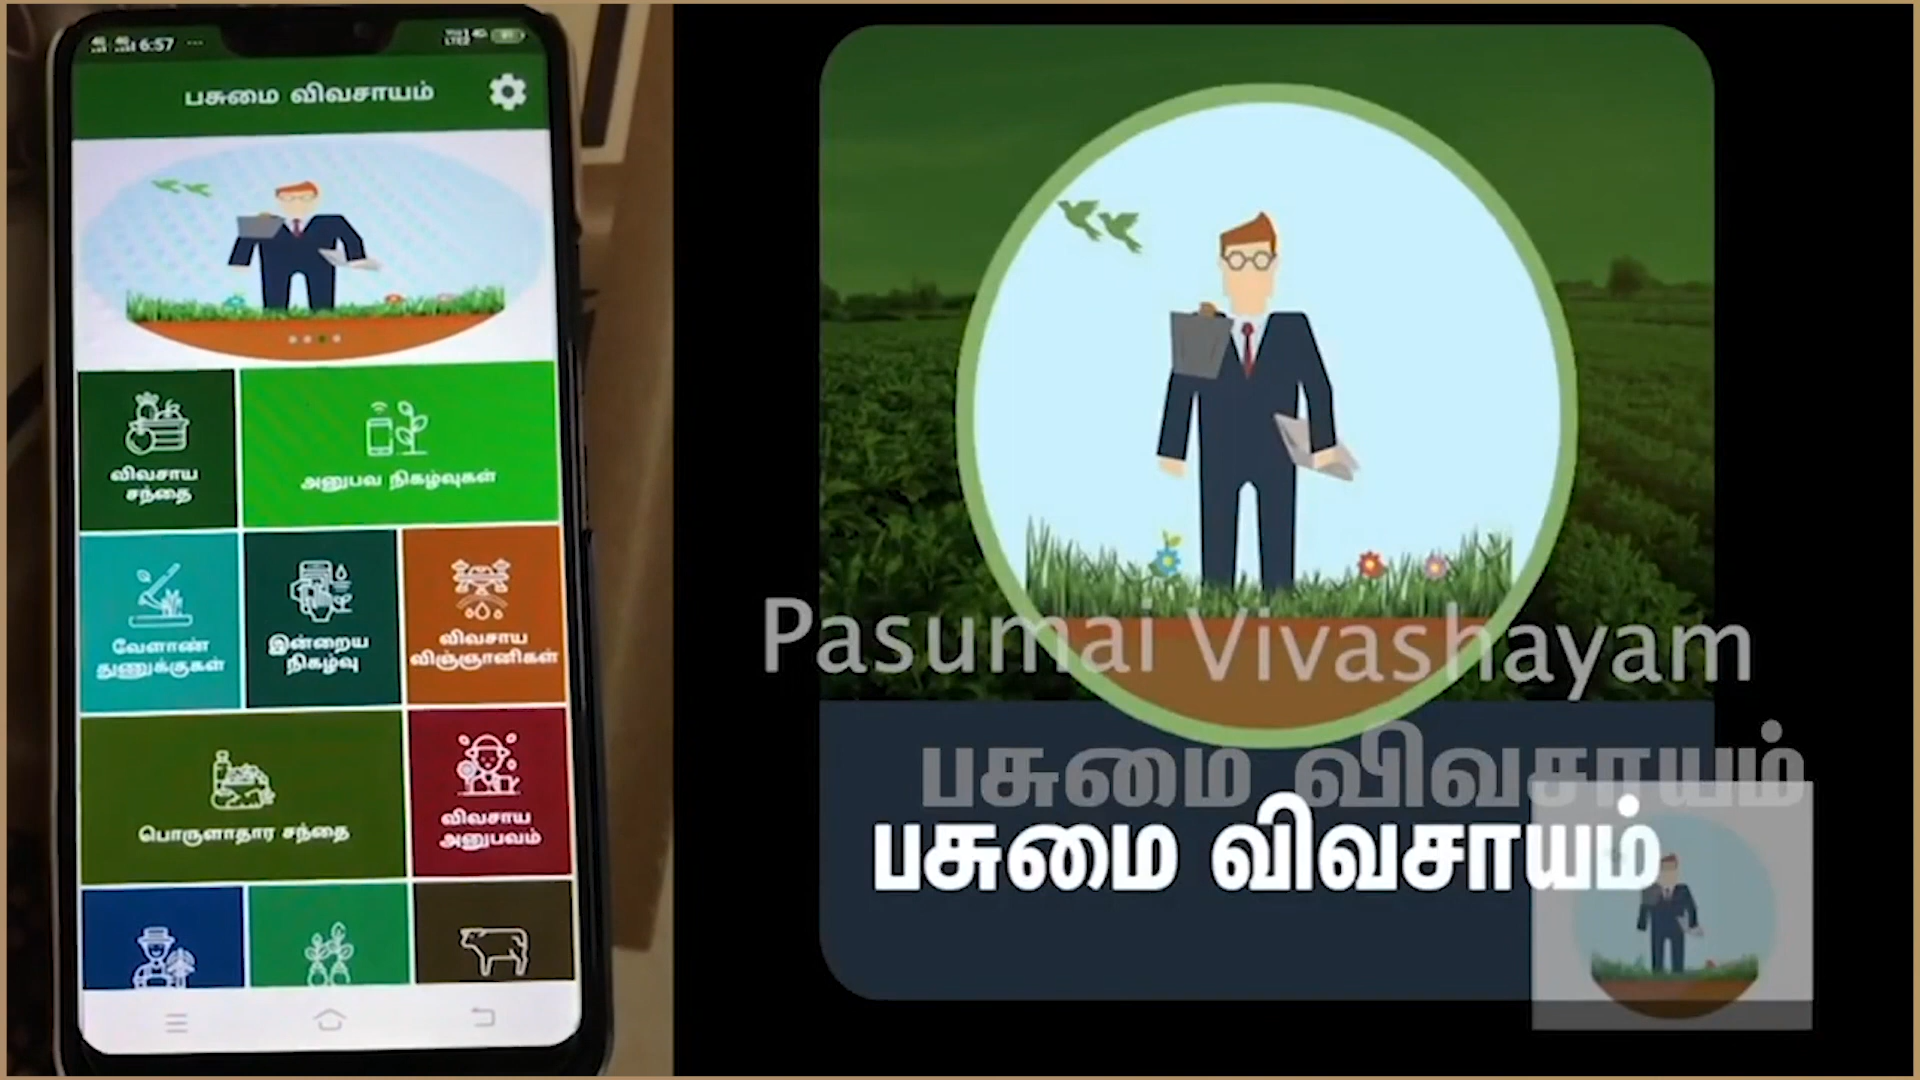 6:57
பசுமை விவசாயம்
விவசாய
சந்தை
அனுபவ நிகழ்வுகள்
வேளாண்
துணுக்குகள்
இன்றைய
நிகழ்வு
விவசாய
விஞ்ஞானிகள்
பொருளாதார சந்தை
விவசாய
அனுபவம்
Pasumai Vivashayam
பசுமை விவசாயம்
பசுமை விவசாயம்